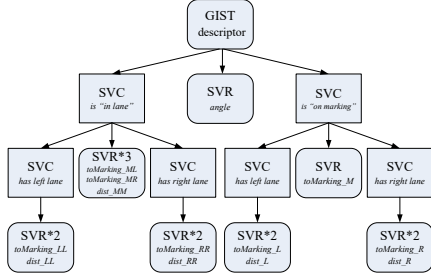 GIST
descriptor
SVC
is “in lane”
SVR
angle
SVC
is “on marking”
SVC
has left lane
SVR*3
toMarking_ML
toMarking_MR
dist_MM
SVC
has right lane
SVC
has left lane
SVR
toMarking_M
SVC
has right lane
SVR*2
toMarking_LL
dist_LL
SVR*2
toMarking_RR
dist_RR
SVR*2
toMarking_L
dist_L
SVR*2
toMarking_R
dist_R